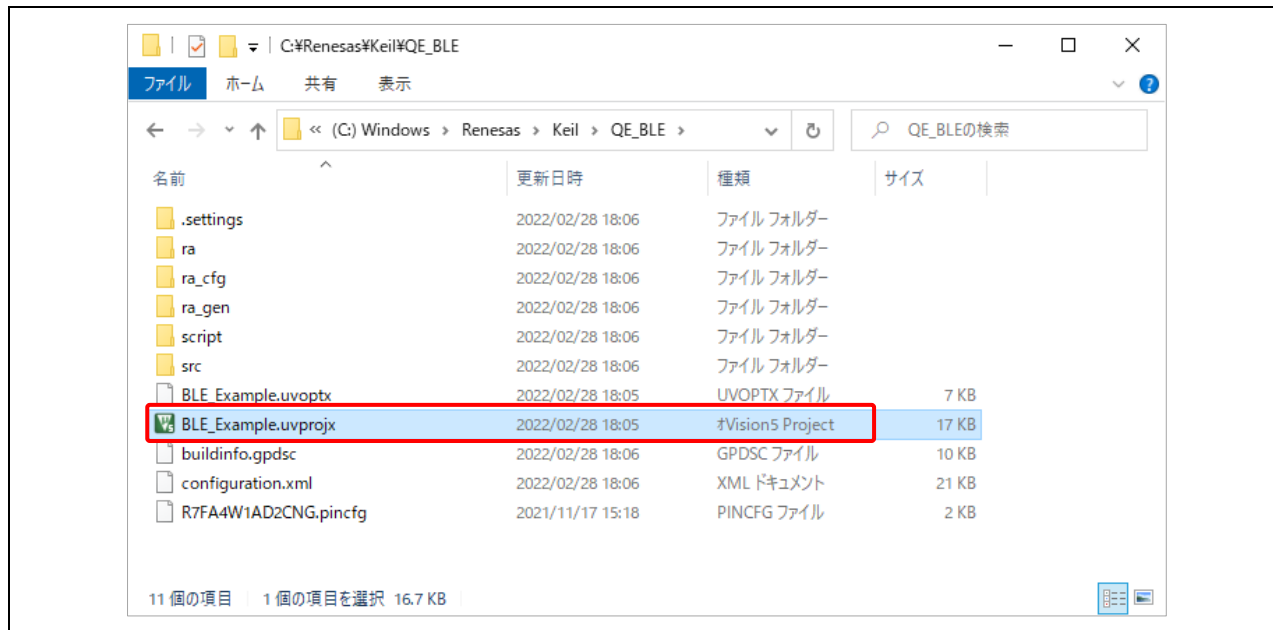 C:¥Renesas¥Keil¥QE_BLE
ファイル ホーム 共有 表示
« (C:) Windows › Renesas › Keil › QE_BLE › QE_BLEの検索
名前 更新日時 種類 サイズ
.settings 2022/02/28 18:06 ファイル フォルダー
ra 2022/02/28 18:06 ファイル フォルダー
ra_cfg 2022/02/28 18:06 ファイル フォルダー
ra_gen 2022/02/28 18:06 ファイル フォルダー
script 2022/02/28 18:06 ファイル フォルダー
src 2022/02/28 18:06 ファイル フォルダー
BLE_Example.uvoptx 2022/02/28 18:05 UVOPTX ファイル 7 KB
BLE_Example.uvprojx 2022/02/28 18:05 オVision5 Project 17 KB
buildinfo.gpdsc 2022/02/28 18:06 GPDSC ファイル 10 KB
configuration.xml 2022/02/28 18:06 XML ドキュメント 21 KB
R7FA4W1AD2CNG.pincfg 2021/11/17 15:18 PINCFG ファイル 2 KB
11 個の項目 1 個の項目を選択 16.7 KB